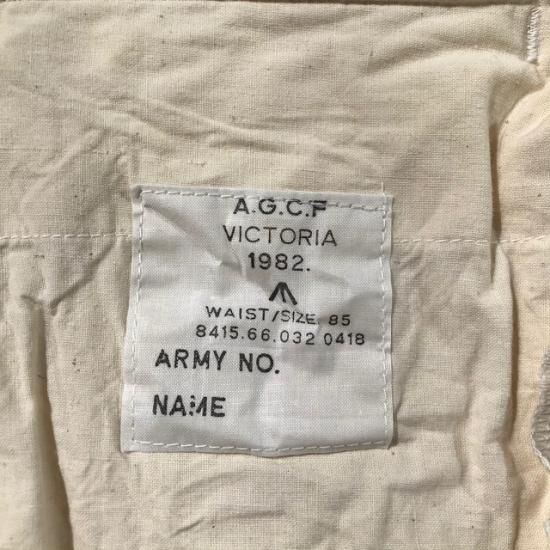 A.G.C.F
VICTORIA
1982.
WAIST/SIZE. 85
8415.66.032 0418
ARMY NO.
NAME